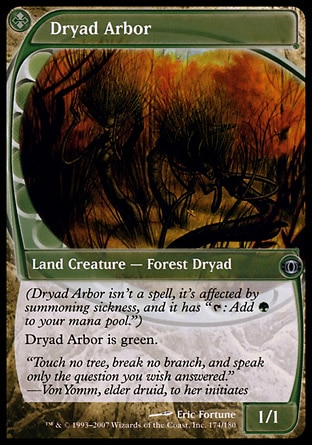 Dryad Arbor
Land Creature — Forest Dryad
(Dryad Arbor isn't a spell, it's affected by
summoning sickness, and it has “: Add
to your mana pool.”)
Dryad Arbor is green.
“Touch no tree, break no branch, and speak
only the question you wish answered.”
—Von Yomm, elder druid, to her initiates
Eric Fortune
™ & © 1993–2007 Wizards of the Coast, Inc. 174/180
1/1